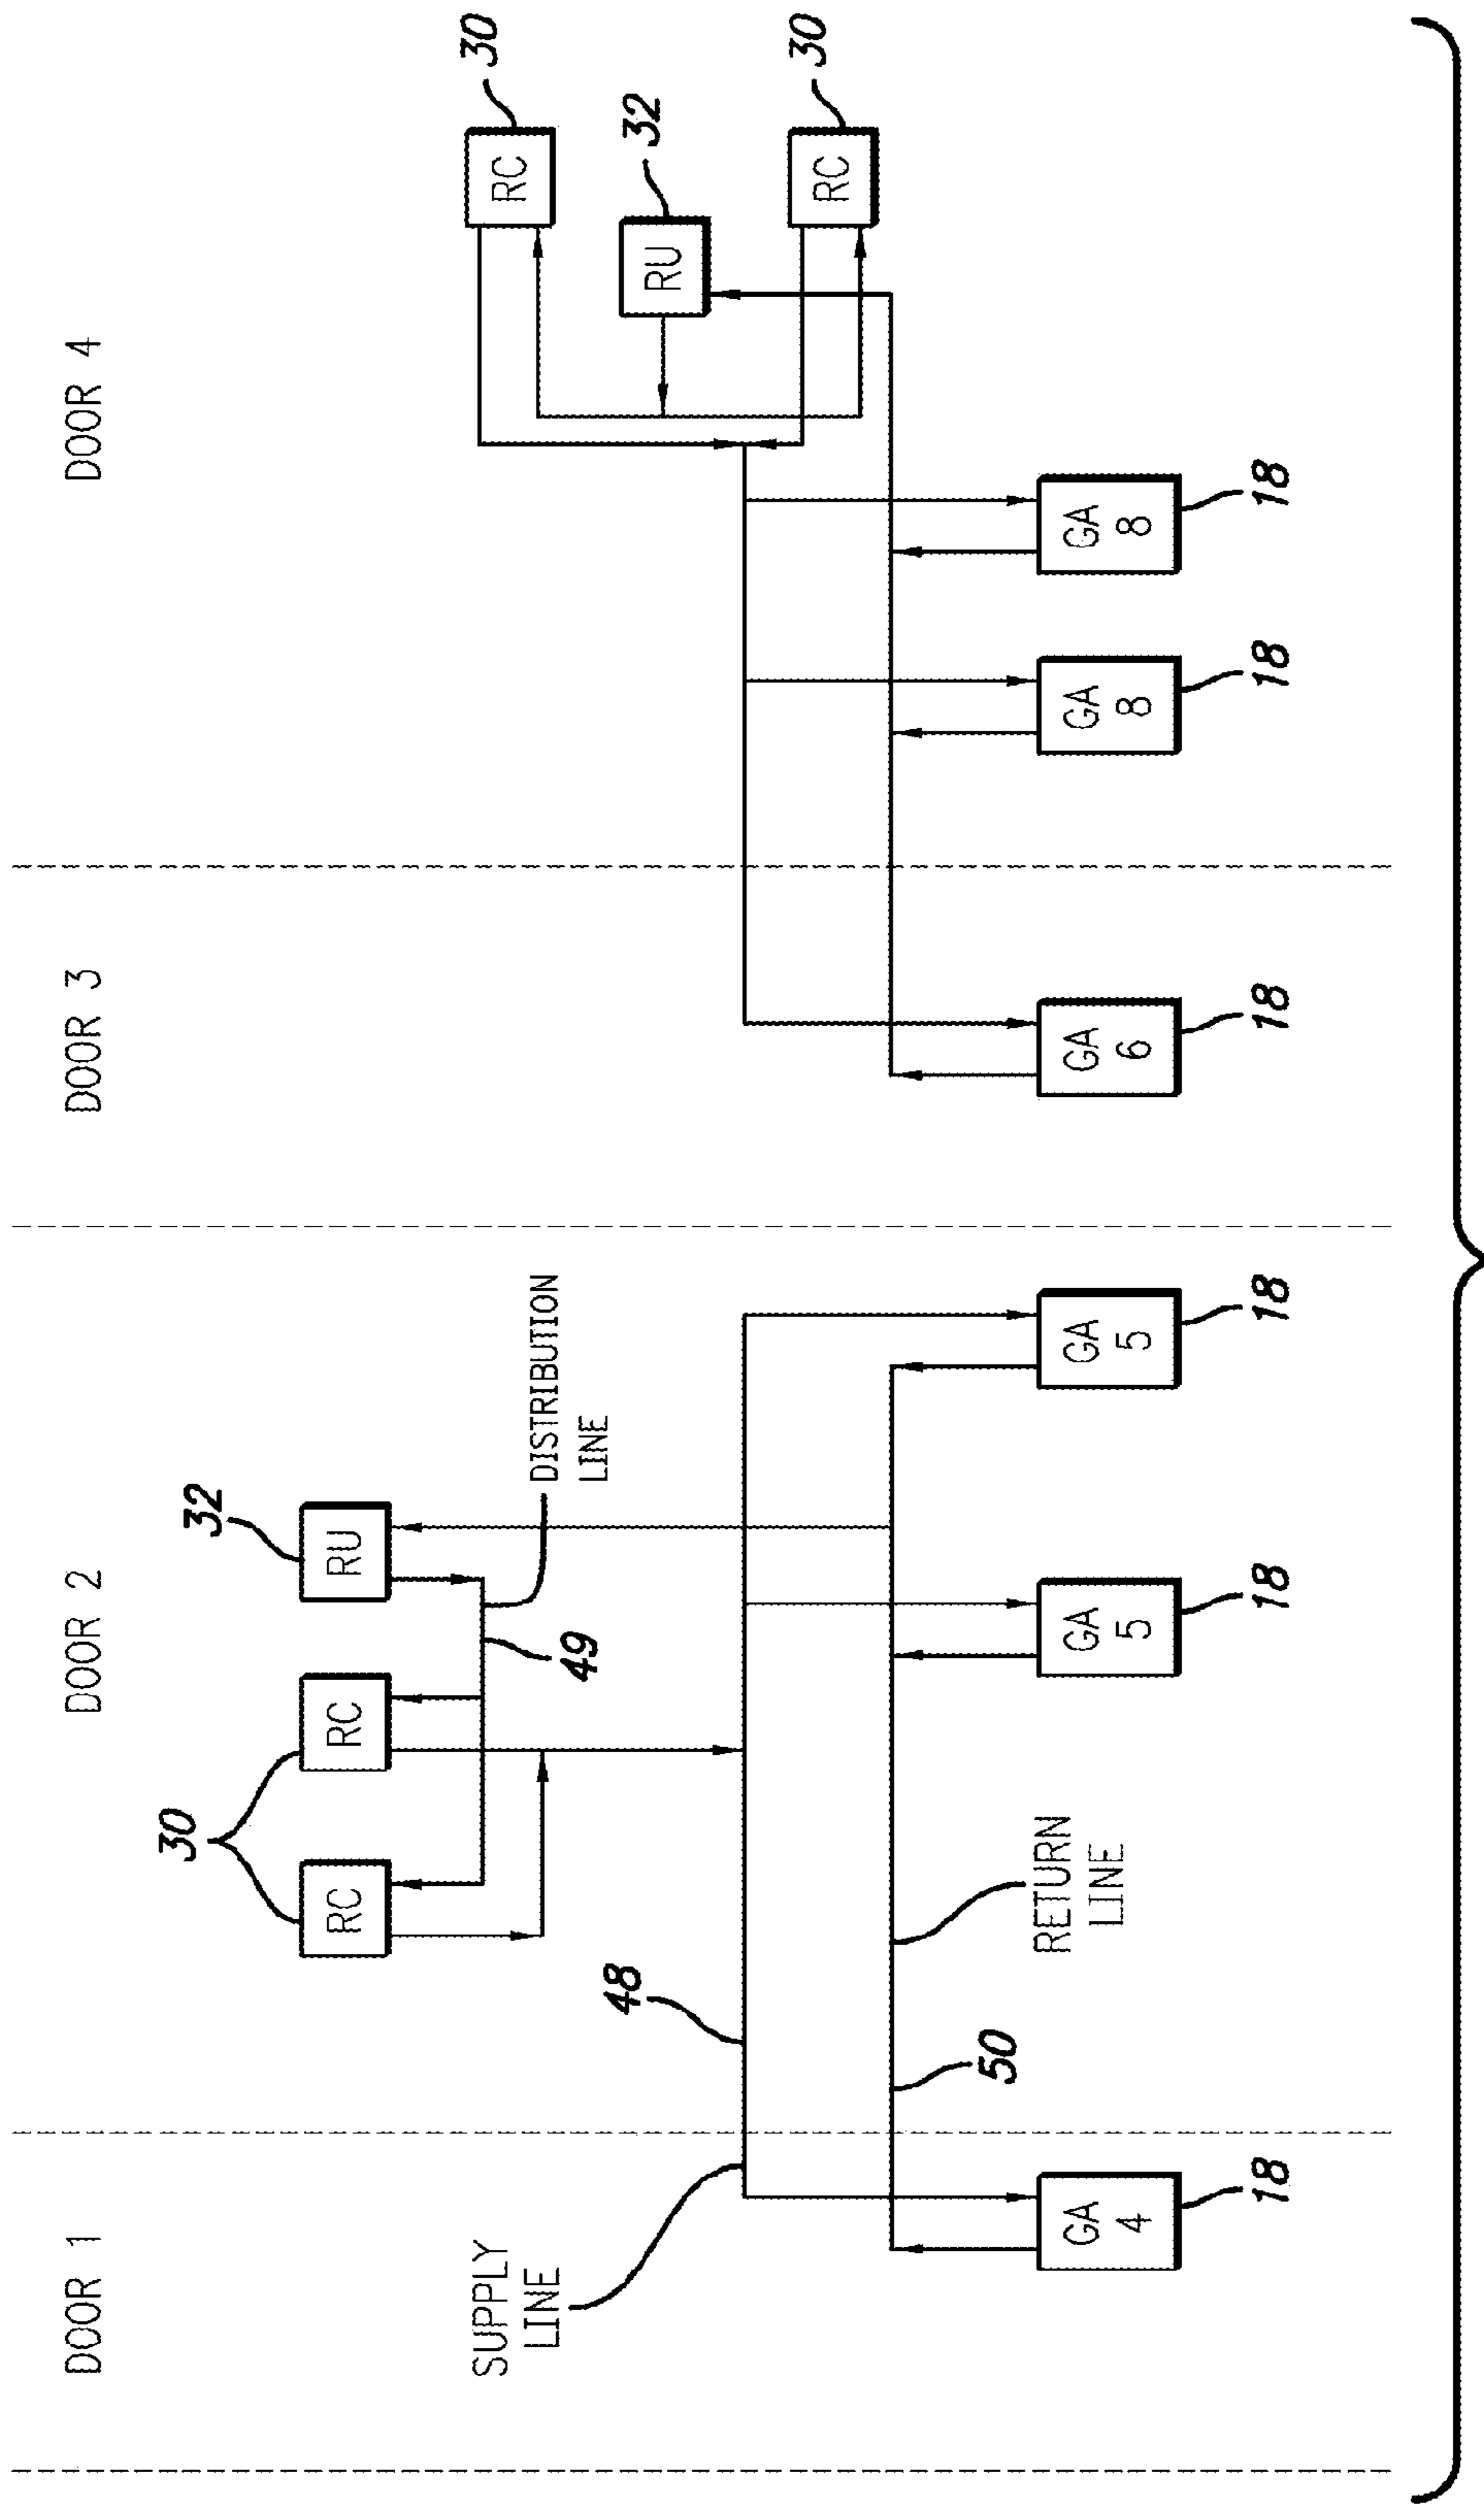 DOOR 1
DOOR 2
DOOR 3
DOOR 4
30
RC
RC
32
RU
49
DISTRIBUTION
LINE
SUPPLY
LINE
48
50
RETURN
LINE
GA
4
18
GA
5
18
GA
5
18
RC
30
RU
32
RC
30
GA
6
18
GA
8
18
GA
8
18